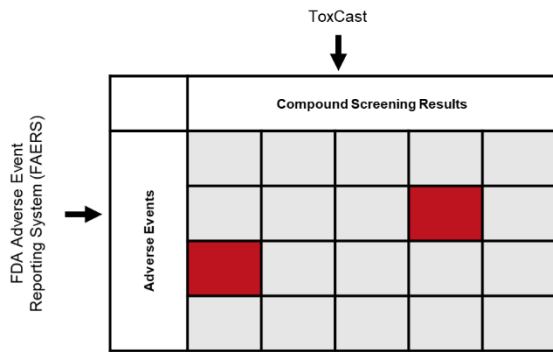 ToxCast
Compound Screening Results
FDA Adverse Event
Reporting System (FAERS)
Adverse Events